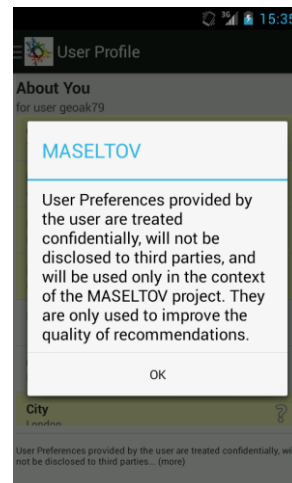 3G 15:35
User Profile
About You
for user geoak79
MASELTOV
User Preferences provided by
the user are treated
confidentially, will not be
disclosed to third parties, and
will be used only in the context
of the MASELTOV project. They
are only used to improve the
quality of recommendations.
OK
City
London
User Preferences provided by the user are treated confidentially, wi
not be disclosed to third parties... (more)